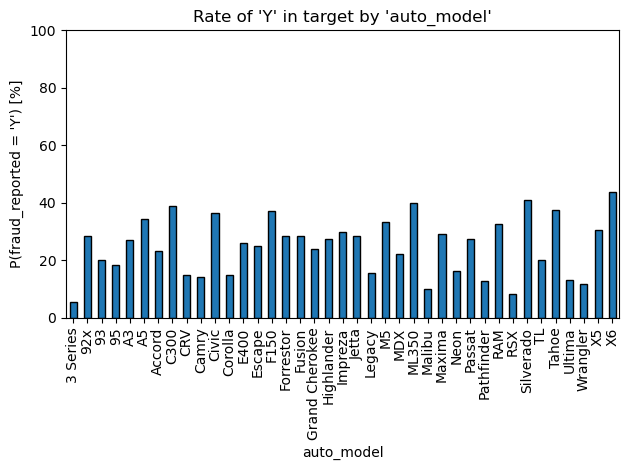 Rate of 'Y' in target by 'auto_model'
P(fraud_reported = 'Y') [%]
100
80
60
40
20
0
3 Series
92x
93
95
A3
A5
Accord
C300
CRV
Camry
Civic
Corolla
E400
Escape
F150
Forrestor
Fusion
Grand Cherokee
Highlander
Impreza
Jetta
Legacy
M5
MDX
ML350
Malibu
Maxima
Neon
Passat
Pathfinder
RAM
RSX
Silverado
TL
Tahoe
Ultima
Wrangler
X5
X6
auto_model